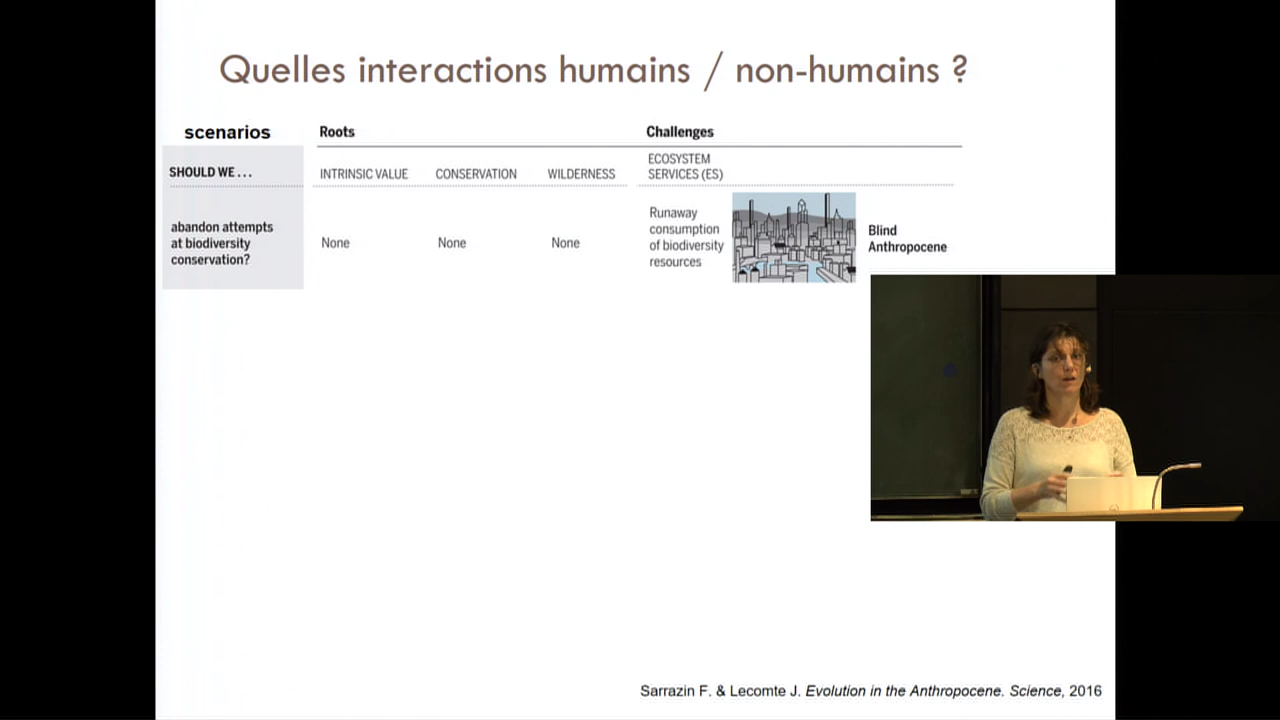 Quelles interactions humains / non-humains ?
scenarios
Roots
Challenges
SHOULD WE . . .
INTRINSIC VALUE
CONSERVATION
WILDERNESS
ECOSYSTEM
SERVICES (ES)
abandon attempts
at biodiversity
conservation?
None
None
None
Runaway
consumption
of biodiversity
resources
Blind
Anthropocene
Sarrazin F. & Lecomte J. Evolution in the Anthropocene. Science, 2016